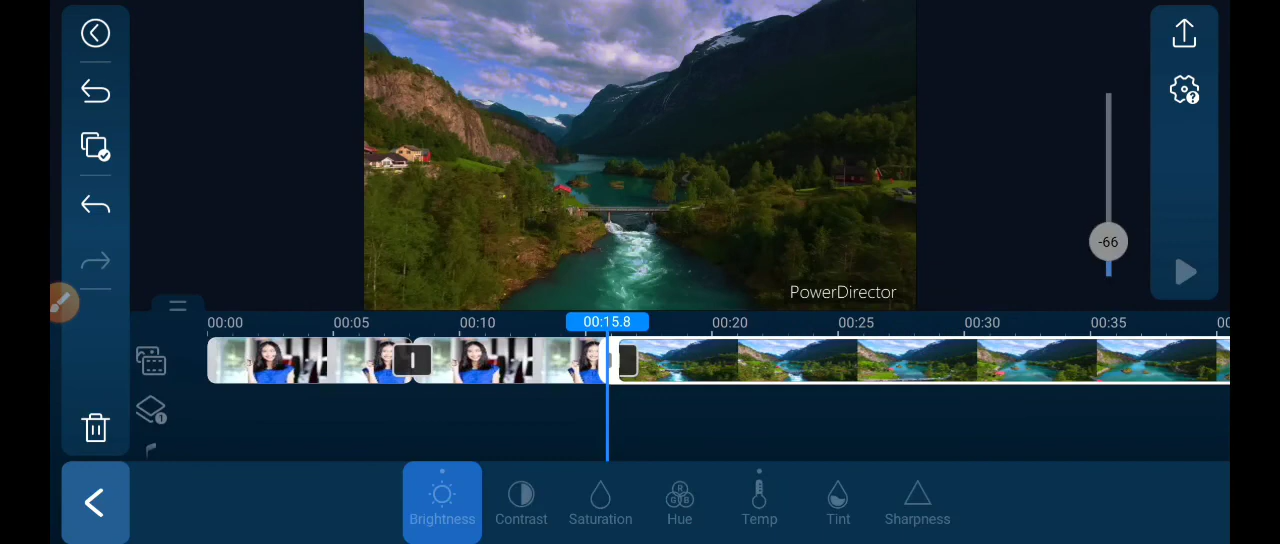 -66
PowerDirector
00:00
00:05
00:10
00:15.8
00:20
00:25
00:30
00:35
1
R
G B
Brightness
Contrast
Saturation
Hue
Temp
Tint
Sharpness